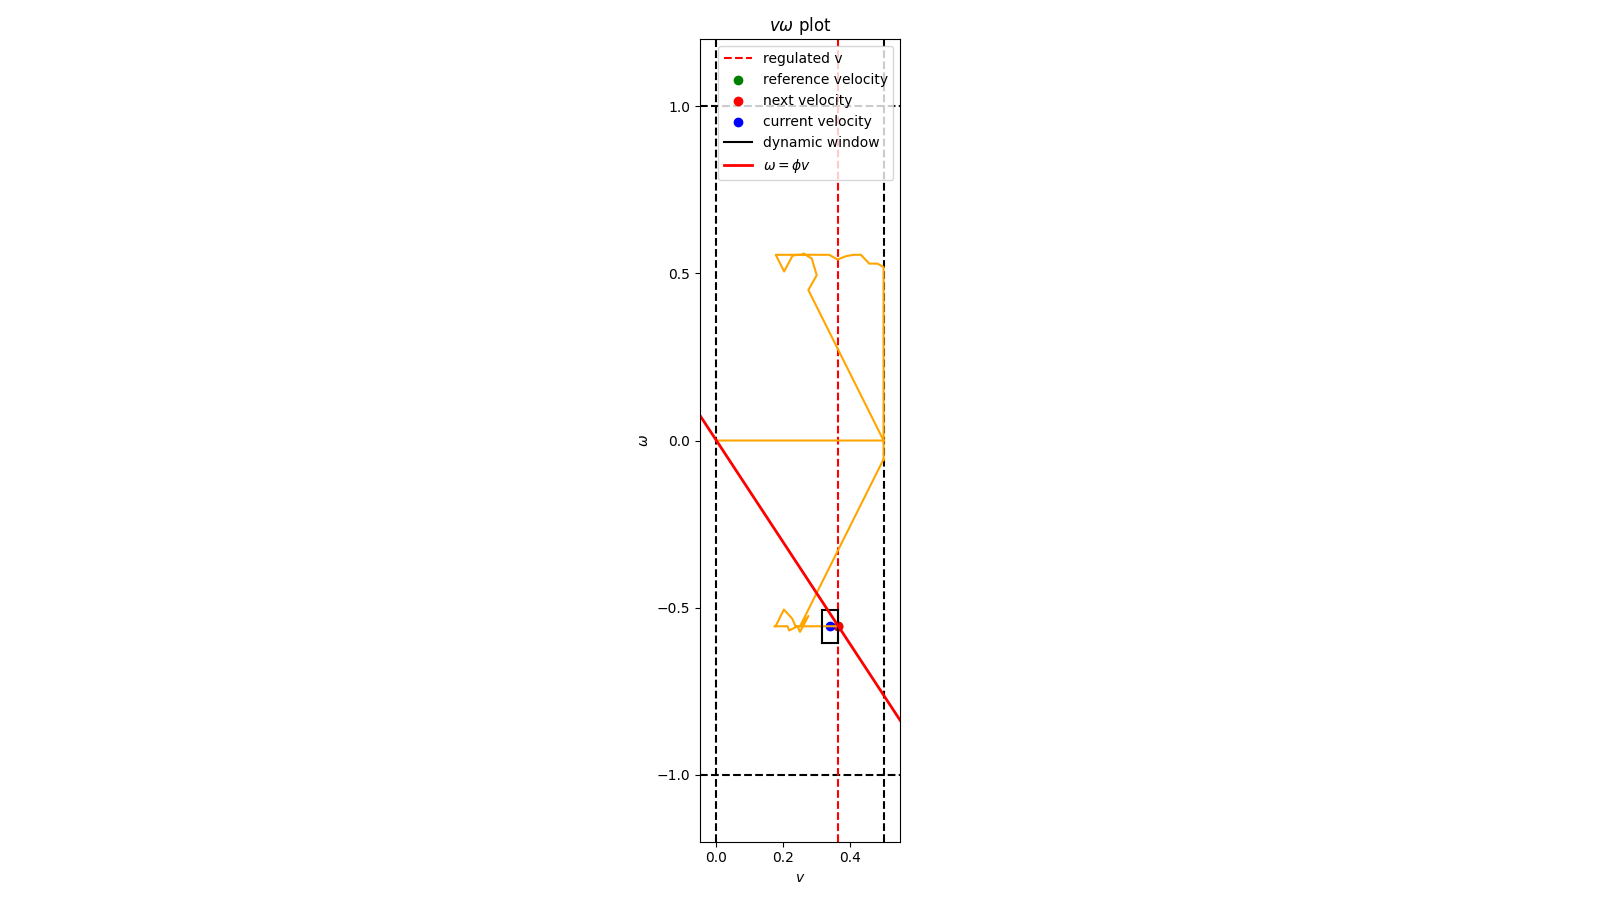 vω plot
regulated v
reference velocity
next velocity
current velocity
dynamic window
ω = ϕv
1.0
0.5
0.0
−0.5
−1.0
ω
0.0 0.2 0.4
v